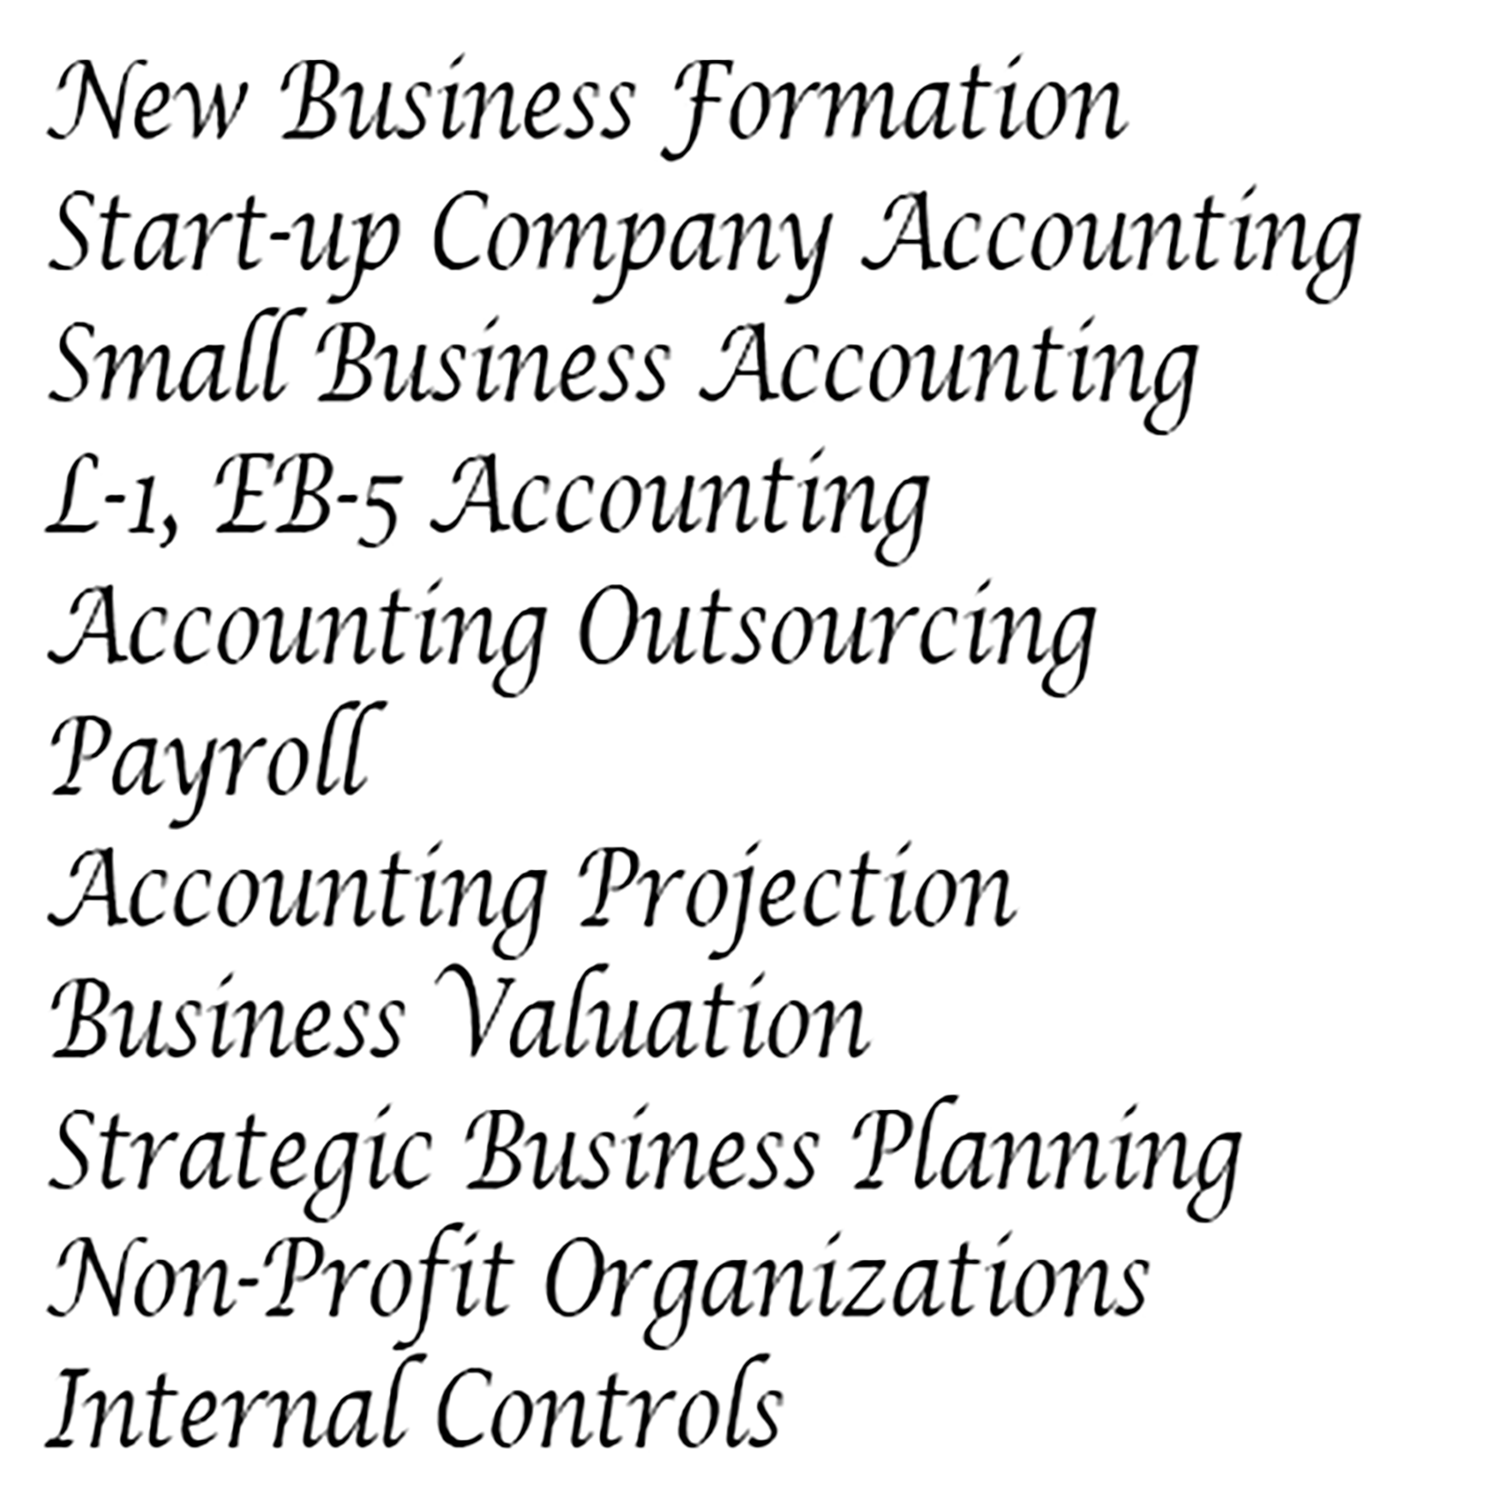 New Business Formation
Start-up Company Accounting
Small Business Accounting
L-1, EB-5 Accounting
Accounting Outsourcing
Payroll
Accounting Projection
Business Valuation
Strategic Business Planning
Non-Profit Organizations
Internal Controls